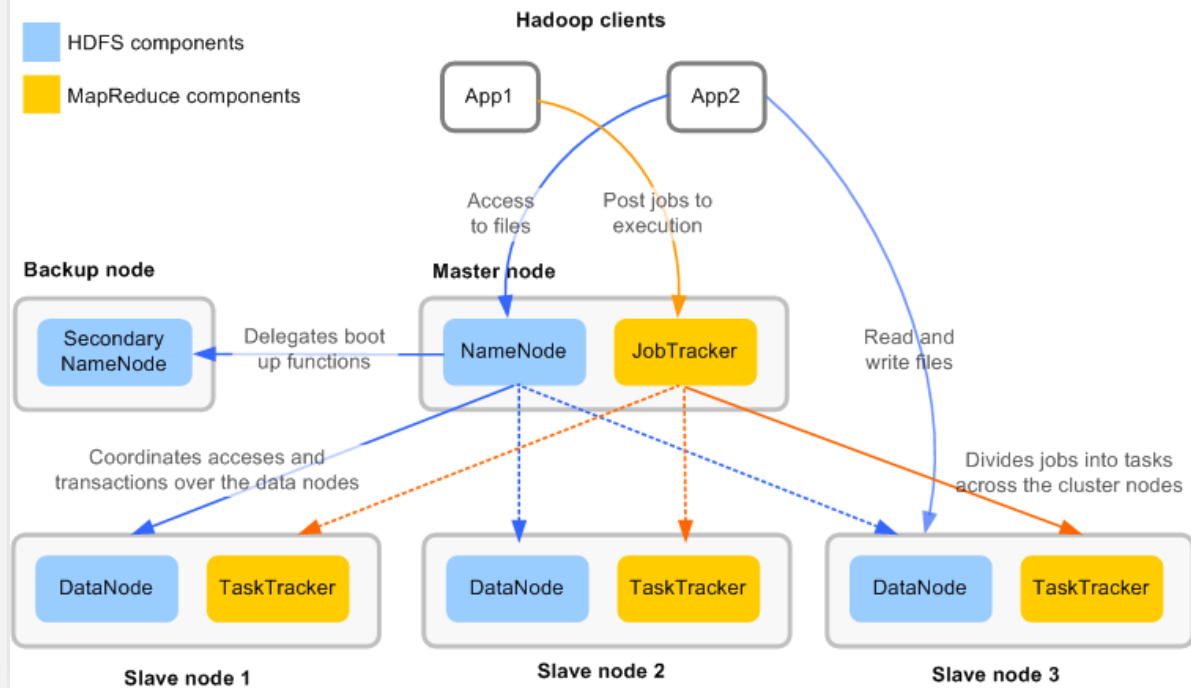 Hadoop clients
HDFS components
MapReduce components
App1
App2
Access
to files
Post jobs to
execution
Backup node
Master node
Secondary
NameNode
Delegates boot
up functions
NameNode
JobTracker
Read and
write files
Coordinates acceses and
transactions over the data nodes
Divides jobs into tasks
across the cluster nodes
DataNode
TaskTracker
DataNode
TaskTracker
DataNode
TaskTracker
Slave node 1
Slave node 2
Slave node 3